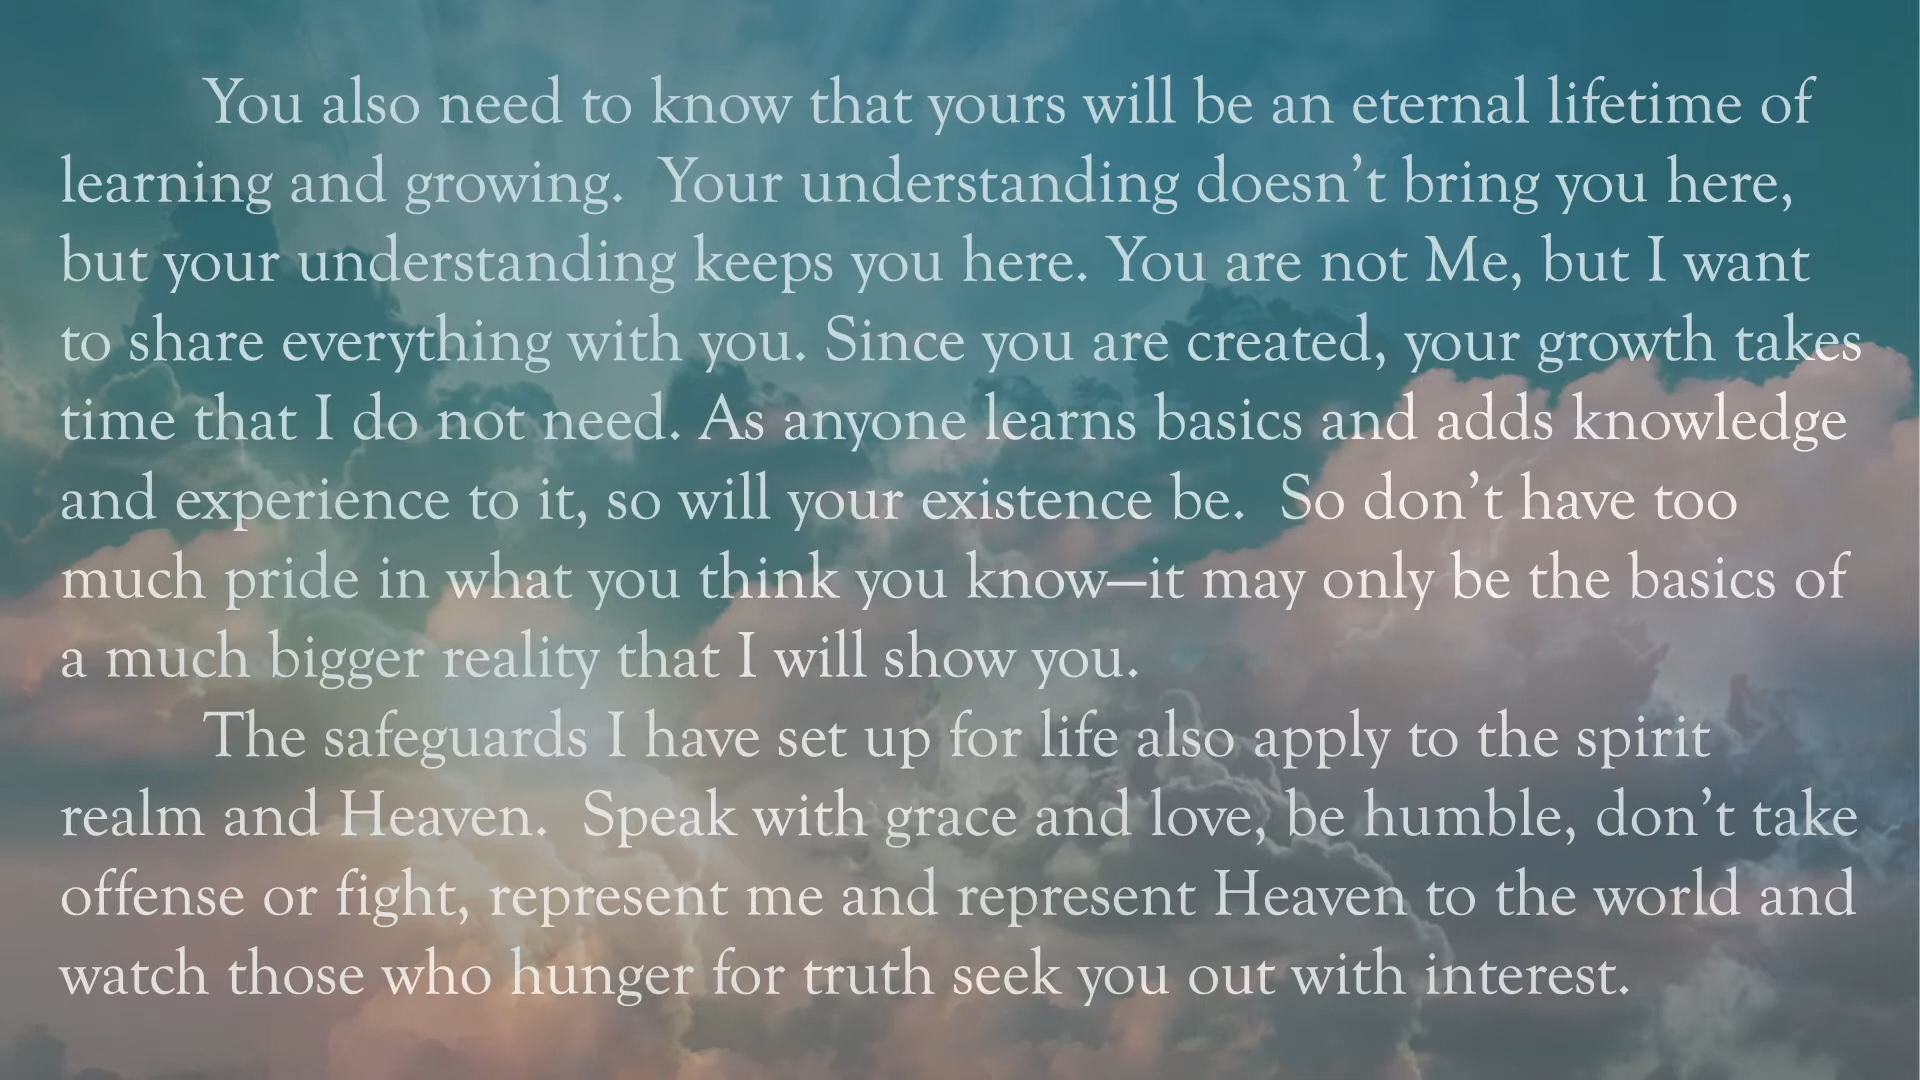 You also need to know that yours will be an eternal lifetime of
learning and growing.  Your understanding doesn’t bring you here,
but your understanding keeps you here. You are not Me, but I want
to share everything with you. Since you are created, your growth takes
time that I do not need. As anyone learns basics and adds knowledge
and experience to it, so will your existence be.  So don’t have too
much pride in what you think you know—it may only be the basics of
a much bigger reality that I will show you.
The safeguards I have set up for life also apply to the spirit
realm and Heaven.  Speak with grace and love, be humble, don’t take
offense or fight, represent me and represent Heaven to the world and
watch those who hunger for truth seek you out with interest.